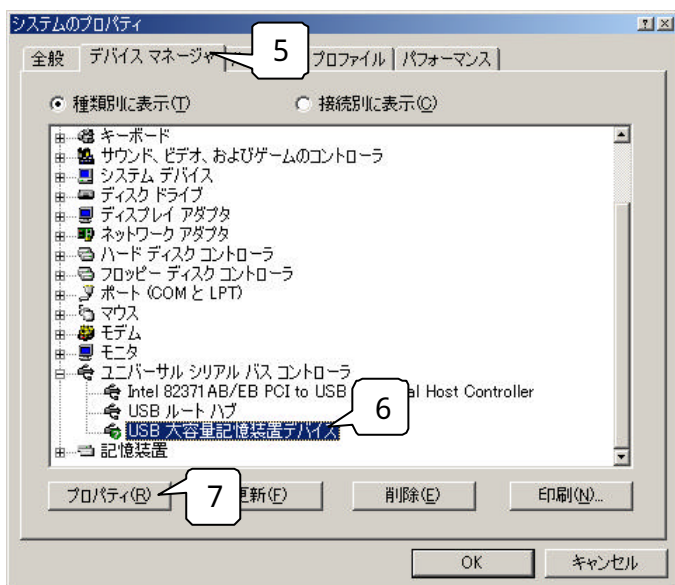 システムのプロパティ
全般 デバイス マネージャ プロファイル パフォーマンス
5
種類別に表示(T) 接続別に表示(C)
キーボード
サウンド、ビデオ、およびゲームのコントローラ
システム デバイス
ディスク ドライブ
ディスプレイ アダプタ
ネットワーク アダプタ
ハード ディスク コントローラ
フロッピー ディスク コントローラ
ポート (COM と LPT)
マウス
モデム
モニタ
ユニバーサル シリアル バス コントローラ
Intel 82371AB/EB PCI to USB al Host Controller
USB ルート ハブ
6
USB 大容量記憶装置デバイス
記憶装置
プロパティ(R) 更新(F) 削除(E) 印刷(N)...
7
OK キャンセル